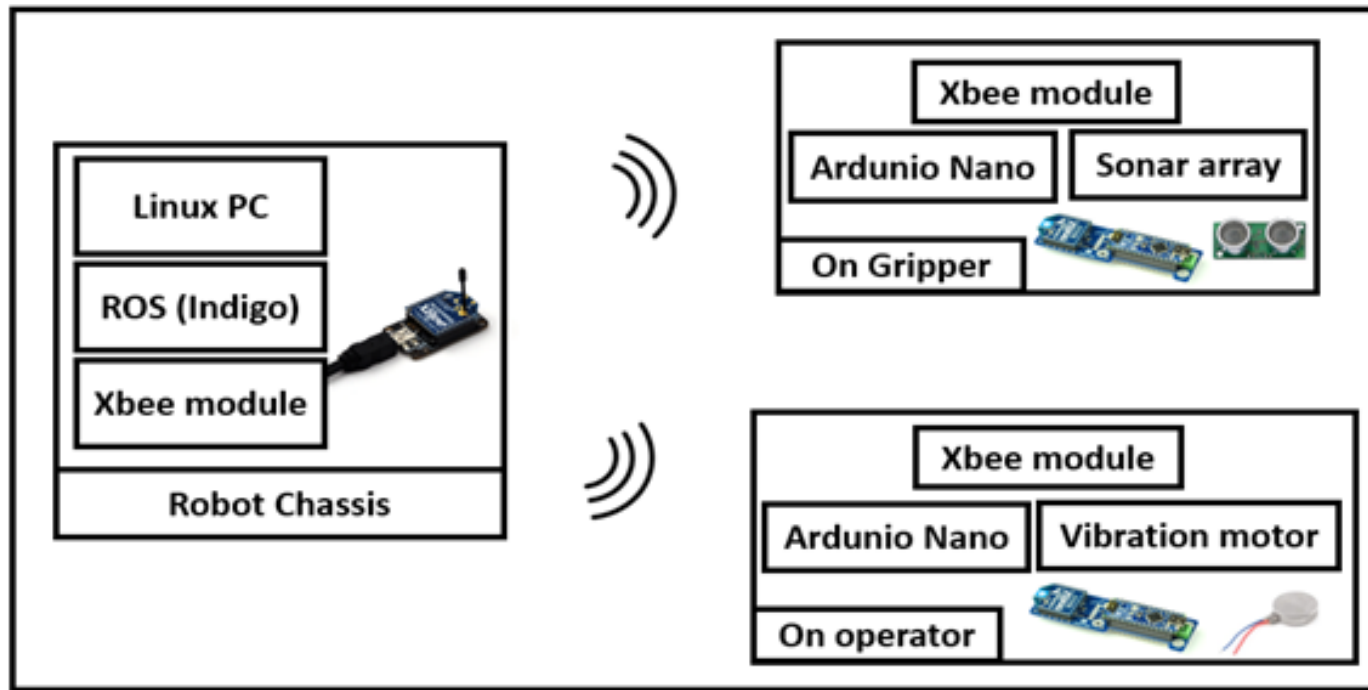 Linux PC
ROS (Indigo)
Xbee module
Robot Chassis
Xbee module
Ardunio Nano
Sonar array
On Gripper
Xbee module
Ardunio Nano
Vibration motor
On operator